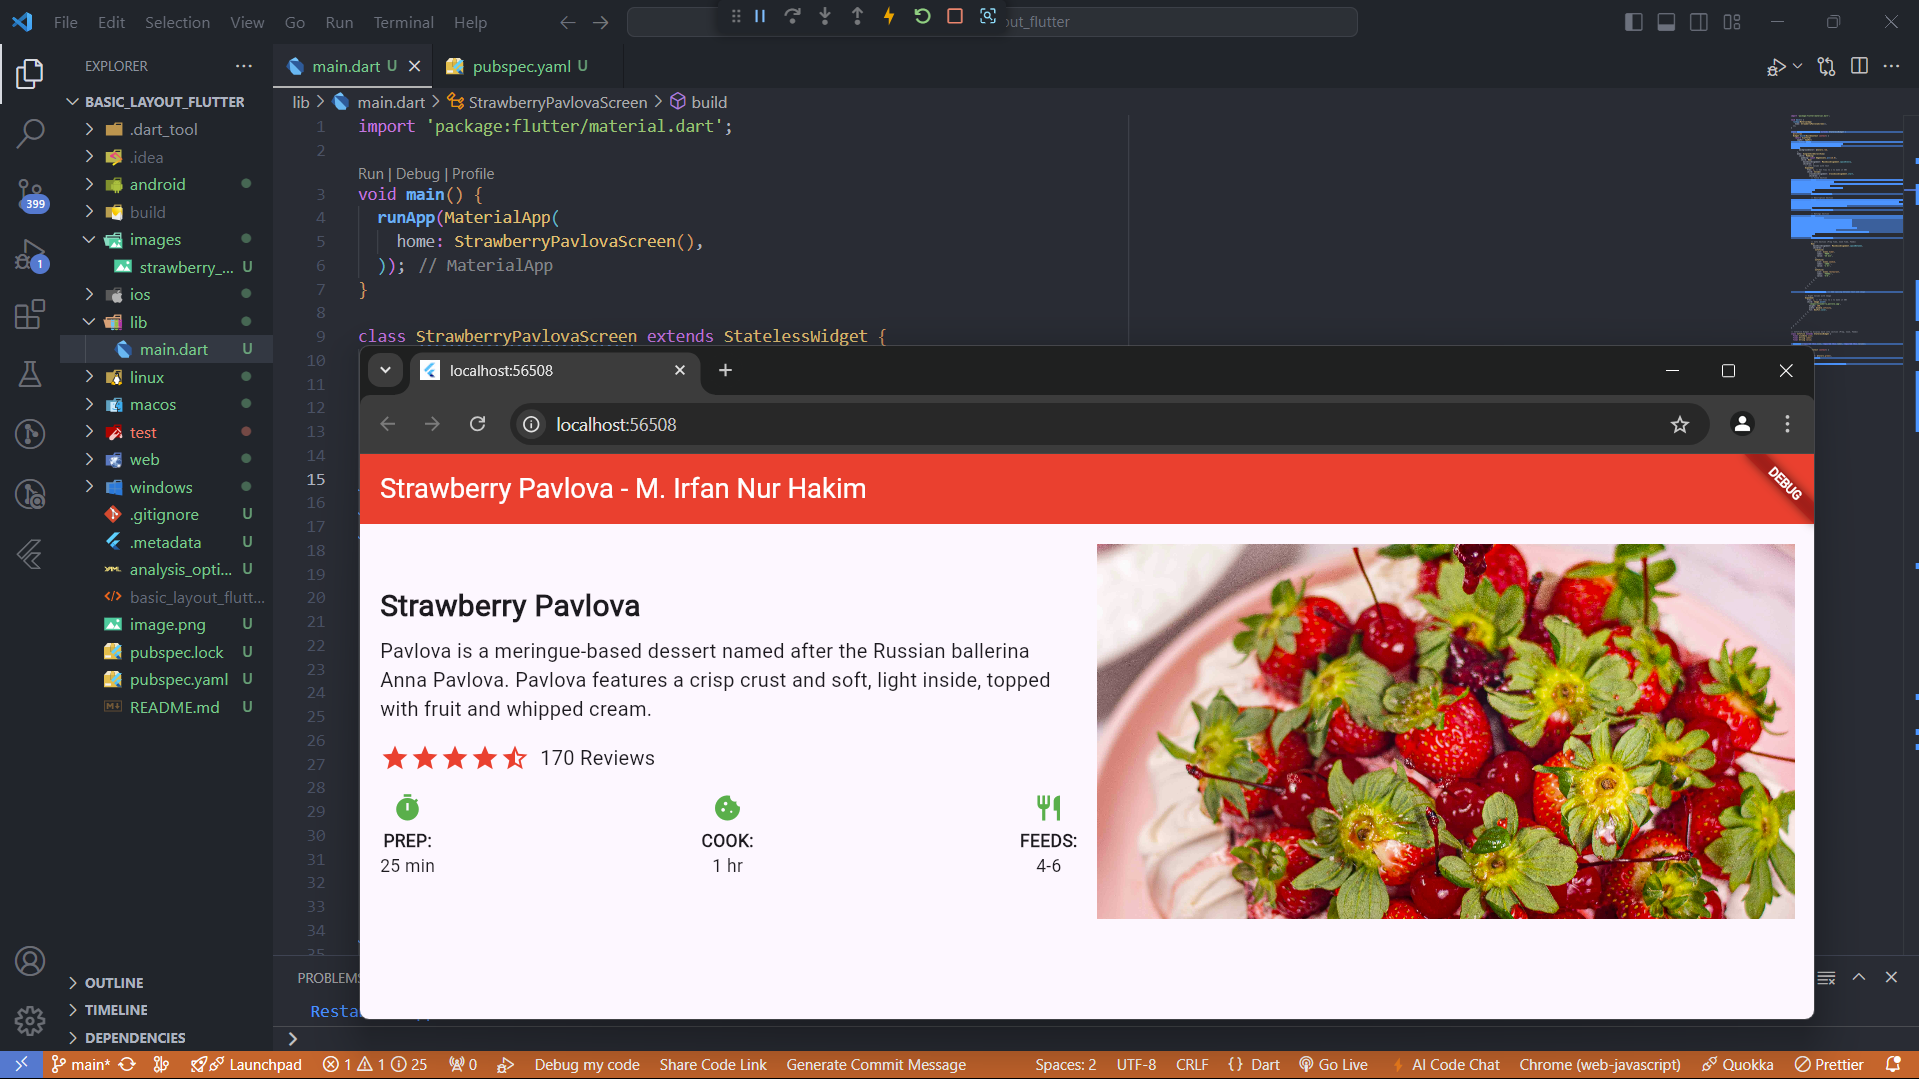 File Edit Selection View Go Run Terminal Help
out_flutter
EXPLORER
main.dart U
pubspec.yaml U
BASIC_LAYOUT_FLUTTER
lib > main.dart > StrawberryPavlovaScreen > build
.dart_tool
.idea
android
build
images
strawberry_... U
ios
lib
main.dart U
linux
macos
test
web
windows
.gitignore U
.metadata U
analysis_opti... U
basic_layout_flutt...
image.png U
pubspec.lock U
pubspec.yaml U
README.md U
OUTLINE
TIMELINE
DEPENDENCIES
399
1
1 import 'package:flutter/material.dart';
2
Run | Debug | Profile
3 void main() {
4 runApp(MaterialApp(
5 home: StrawberryPavlovaScreen(),
6 )); // MaterialApp
7 }
8
9 class StrawberryPavlovaScreen extends StatelessWidget {
10
11
12
13
14
15
16
17
18
19
20
21
22
23
24
25
26
27
28
29
30
31
32
33
34
35
localhost:56508
localhost:56508
Strawberry Pavlova - M. Irfan Nur Hakim
DEBUG
Strawberry Pavlova
Pavlova is a meringue-based dessert named after the Russian ballerina
Anna Pavlova. Pavlova features a crisp crust and soft, light inside, topped
with fruit and whipped cream.
170 Reviews
PREP: COOK: FEEDS:
25 min 1 hr 4-6
PROBLEMS
Resta
main* Launchpad 1 1 25 0 Debug my code Share Code Link Generate Commit Message Spaces: 2 UTF-8 CRLF {} Dart Go Live AI Code Chat Chrome (web-javascript) Quokka Prettier